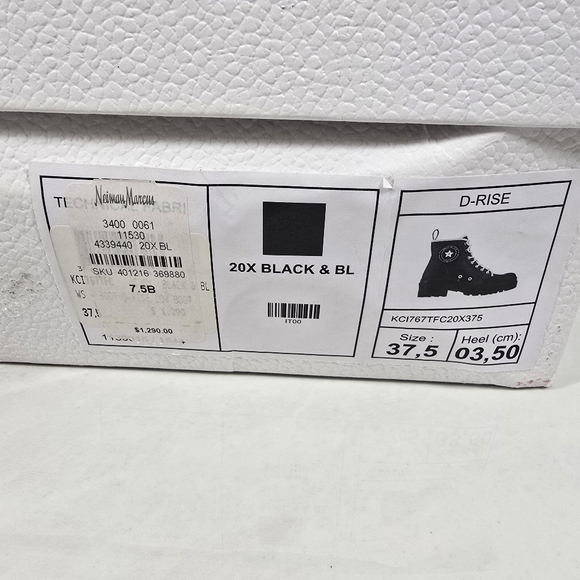 Neiman Marcus
3400 0061
11530
4339440 20X BL
SKU 401216 369880
7.5B
$1,290.00
20X BLACK & BL
IT00
D-RISE
KCI767TFC20X375
Size : Heel (cm):
37,5 03,50